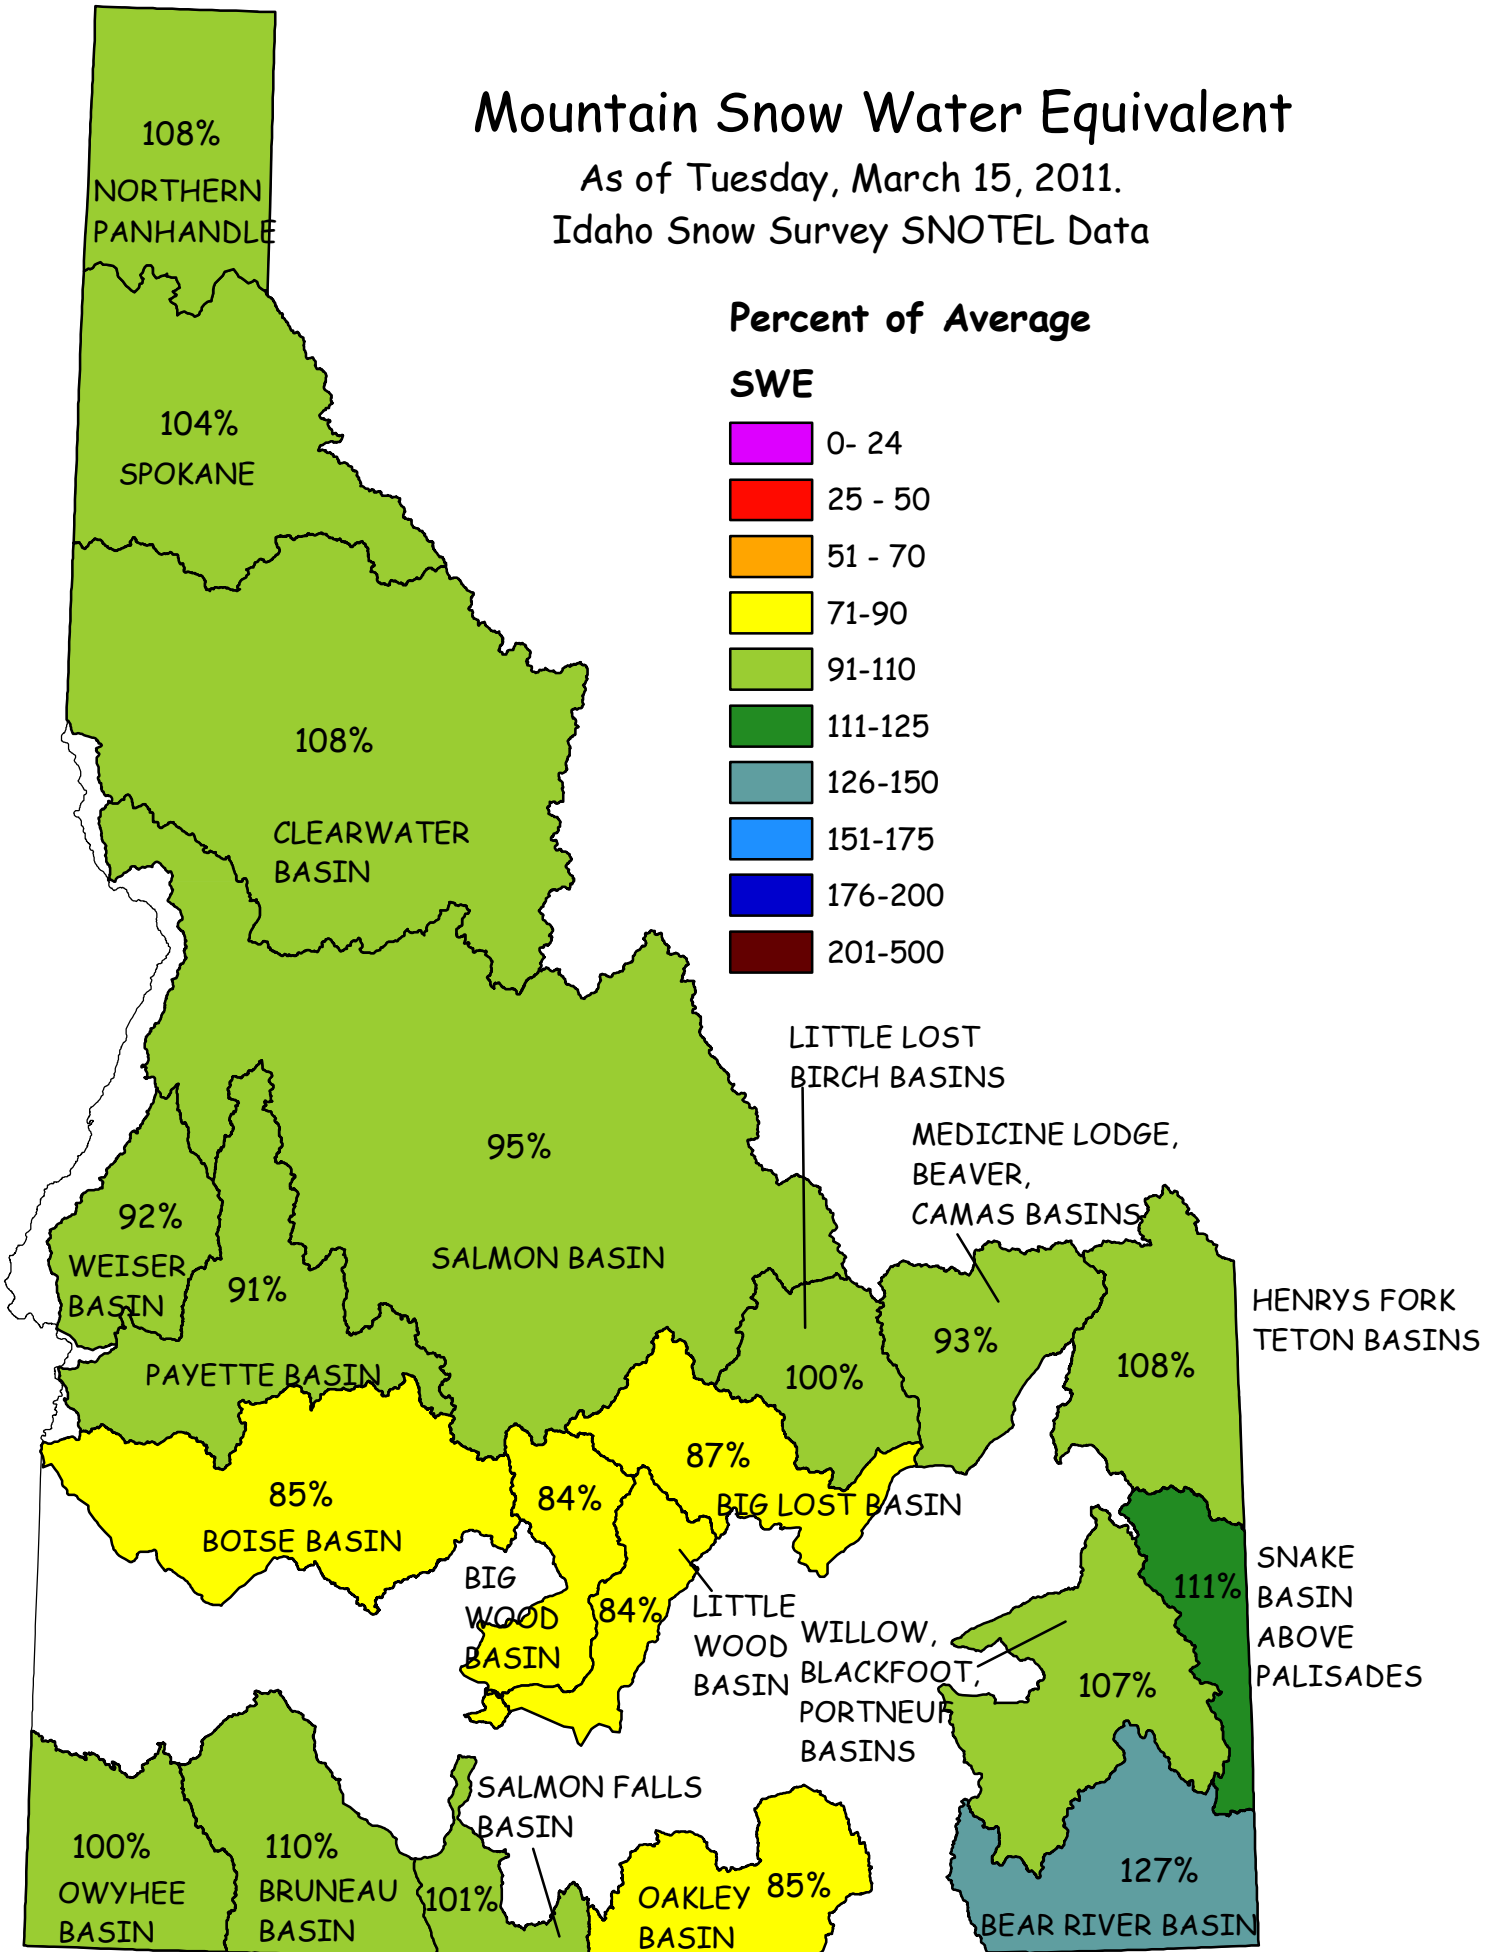 Mountain Snow Water Equivalent
As of Tuesday, March 15, 2011.
Idaho Snow Survey SNOTEL Data
Percent of Average
SWE
0- 24
25 - 50
51 - 70
71-90
91-110
111-125
126-150
151-175
176-200
201-500
108%
NORTHERN
PANHANDLE
104%
SPOKANE
108%
CLEARWATER
BASIN
95%
SALMON BASIN
92%
WEISER
BASIN
91%
PAYETTE BASIN
LITTLE LOST
BIRCH BASINS
100%
MEDICINE LODGE,
BEAVER,
CAMAS BASINS
93%
108%
HENRYS FORK
TETON BASINS
85%
BOISE BASIN
84%
BIG
WOOD
BASIN
87%
BIG LOST BASIN
84%
LITTLE
WOOD
BASIN
111%
SNAKE
BASIN
ABOVE
PALISADES
WILLOW,
BLACKFOOT,
PORTNEUF
BASINS
107%
100%
OWYHEE
BASIN
110%
BRUNEAU
BASIN
101%
SALMON FALLS
BASIN
OAKLEY
BASIN
85%
127%
BEAR RIVER BASIN